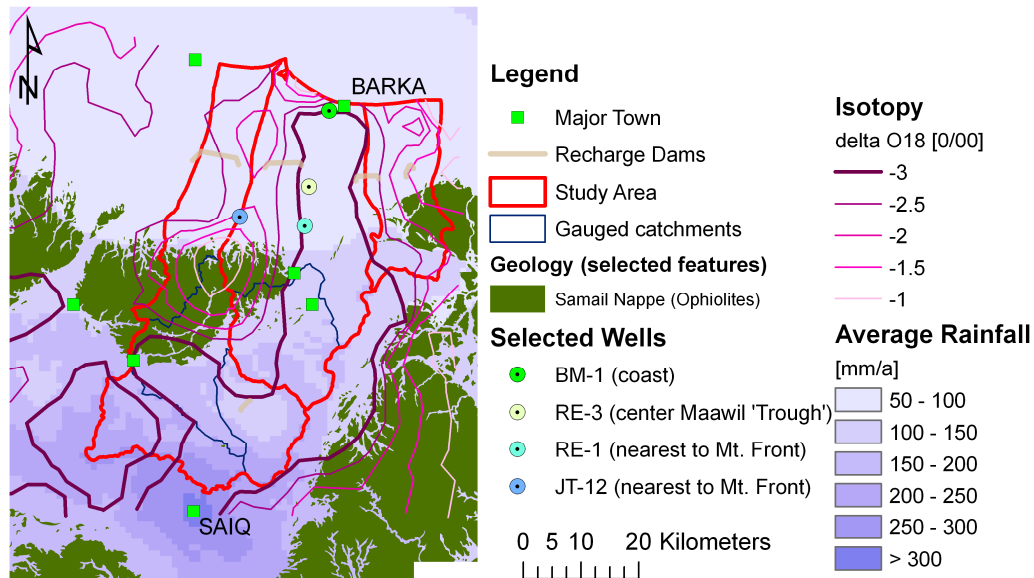 N
BARKA
SAIQ
Legend
Major Town
Recharge Dams
Study Area
Gauged catchments
Geology (selected features)
Samail Nappe (Ophiolites)
Selected Wells
BM-1 (coast)
RE-3 (center Maawil 'Trough')
RE-1 (nearest to Mt. Front)
JT-12 (nearest to Mt. Front)
0 5 10 20 Kilometers
Isotopy
delta O18 [0/00]
-3
-2.5
-2
-1.5
-1
Average Rainfall
[mm/a]
50 - 100
100 - 150
150 - 200
200 - 250
250 - 300
> 300